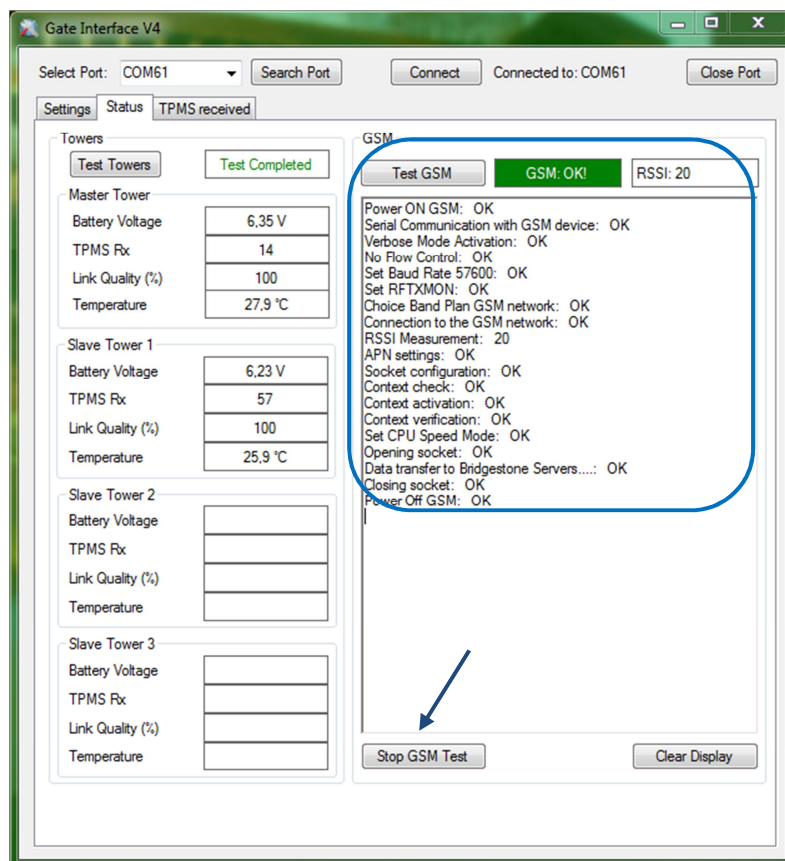 Gate Interface V4
Select Port: COM61 Search Port Connect Connected to: COM61 Close Port
Settings Status TPMS received
Towers
Test Towers Test Completed
Master Tower
Battery Voltage 6,35 V
TPMS Rx 14
Link Quality (%) 100
Temperature 27,9 °C
Slave Tower 1
Battery Voltage 6,23 V
TPMS Rx 57
Link Quality (%) 100
Temperature 25,9 °C
Slave Tower 2
Battery Voltage
TPMS Rx
Link Quality (%)
Temperature
Slave Tower 3
Battery Voltage
TPMS Rx
Link Quality (%)
Temperature
GSM
Test GSM GSM: OK! RSSI: 20
Power ON GSM: OK
Serial Communication with GSM device: OK
Verbose Mode Activation: OK
No Flow Control: OK
Set Baud Rate 57600: OK
Set RFTXMON: OK
Choice Band Plan GSM network: OK
Connection to the GSM network: OK
RSSI Measurement: 20
APN settings: OK
Socket configuration: OK
Context check: OK
Context activation: OK
Context verification: OK
Set CPU Speed Mode: OK
Opening socket: OK
Data transfer to Bridgestone Servers....: OK
Closing socket: OK
Power Off GSM: OK
Stop GSM Test Clear Display